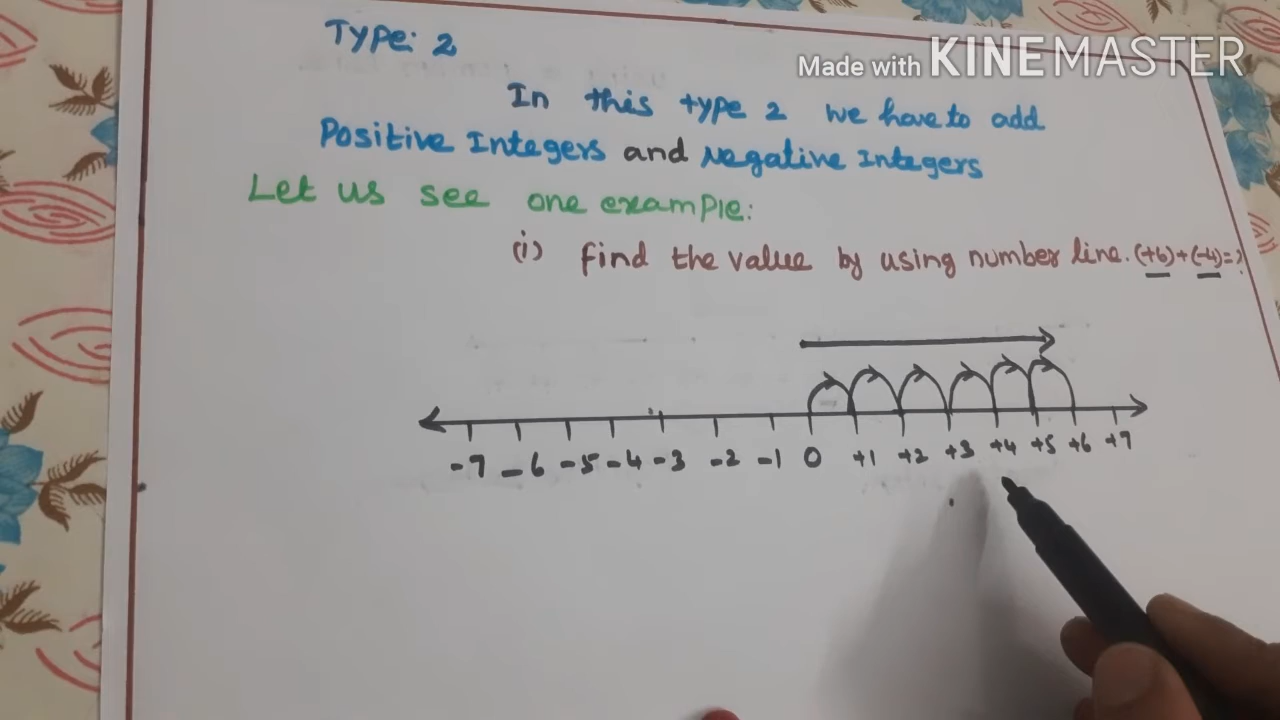 Made with KINEMASTER
Type: 2
In this type 2 we have to add
Positive Integers and Negative Integers
Let us see one example:
(i) find the value by using number line. (+6)+(-4)=?
-7 -6 -5 -4 -3 -2 -1 0 +1 +2 +3 +4 +5 +6 +7